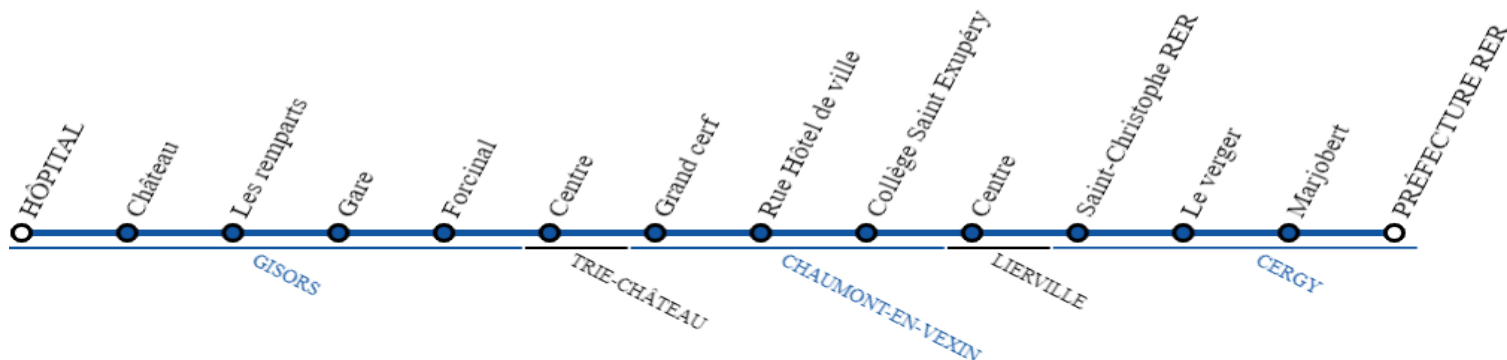 HÔPITAL
Château
Les remparts
Gare
Forcinal
Centre
Grand cerf
Rue Hôtel de ville
Collège Saint Exupéry
Centre
Saint-Christophe RER
Le verger
Marjobert
PRÉFECTURE RER
GISORS
TRIE-CHÂTEAU
CHAUMONT-EN-VEXIN
LIERVILLE
CERGY